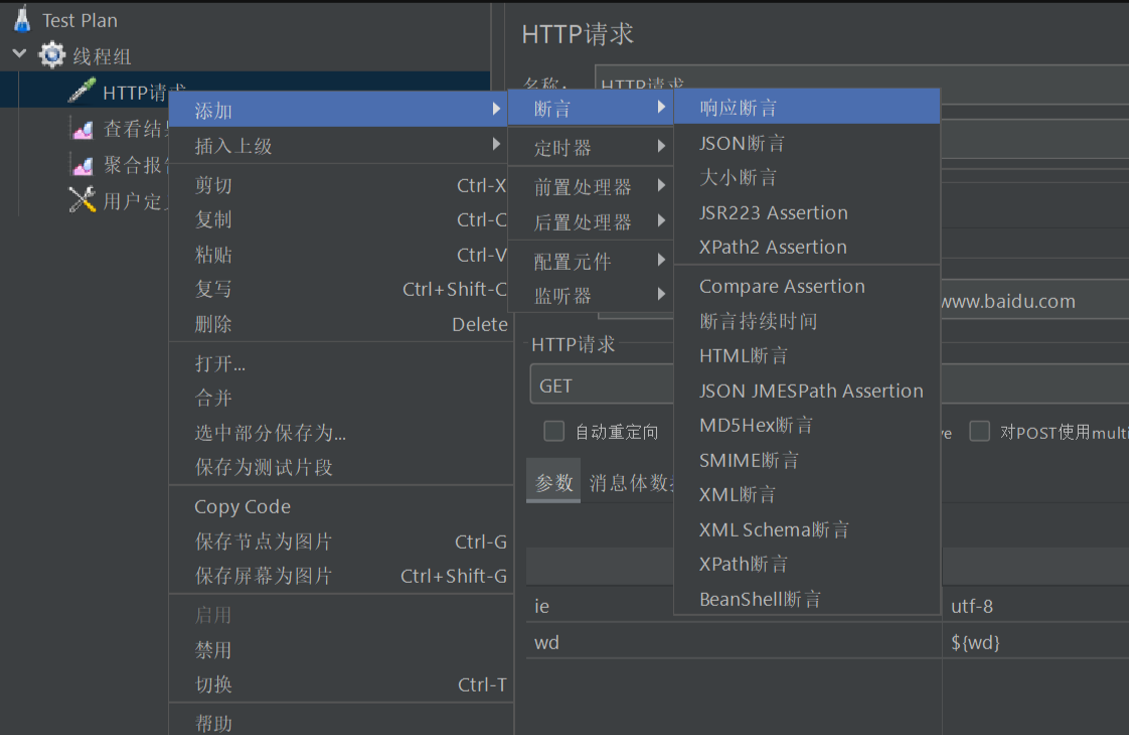 Test Plan
线程组
HTTP请求
查看结
聚合报
用户定
添加
插入上级
剪切 Ctrl-X
复制 Ctrl-C
粘贴 Ctrl-V
复写 Ctrl+Shift-C
删除 Delete
打开...
合并
选中部分保存为...
保存为测试片段
Copy Code
保存节点为图片 Ctrl-G
保存屏幕为图片 Ctrl+Shift-G
启用
禁用
切换 Ctrl-T
帮助
断言
定时器
前置处理器
后置处理器
配置元件
监听器
响应断言
JSON断言
大小断言
JSR223 Assertion
XPath2 Assertion
Compare Assertion
断言持续时间
HTML断言
JSON JMESPath Assertion
MD5Hex断言
SMIME断言
XML断言
XML Schema断言
XPath断言
BeanShell断言
HTTP请求
名称: HTTP请求
www.baidu.com
HTTP请求
GET
自动重定向 对POST使用multi
参数 消息体数
ie utf-8
wd ${wd}